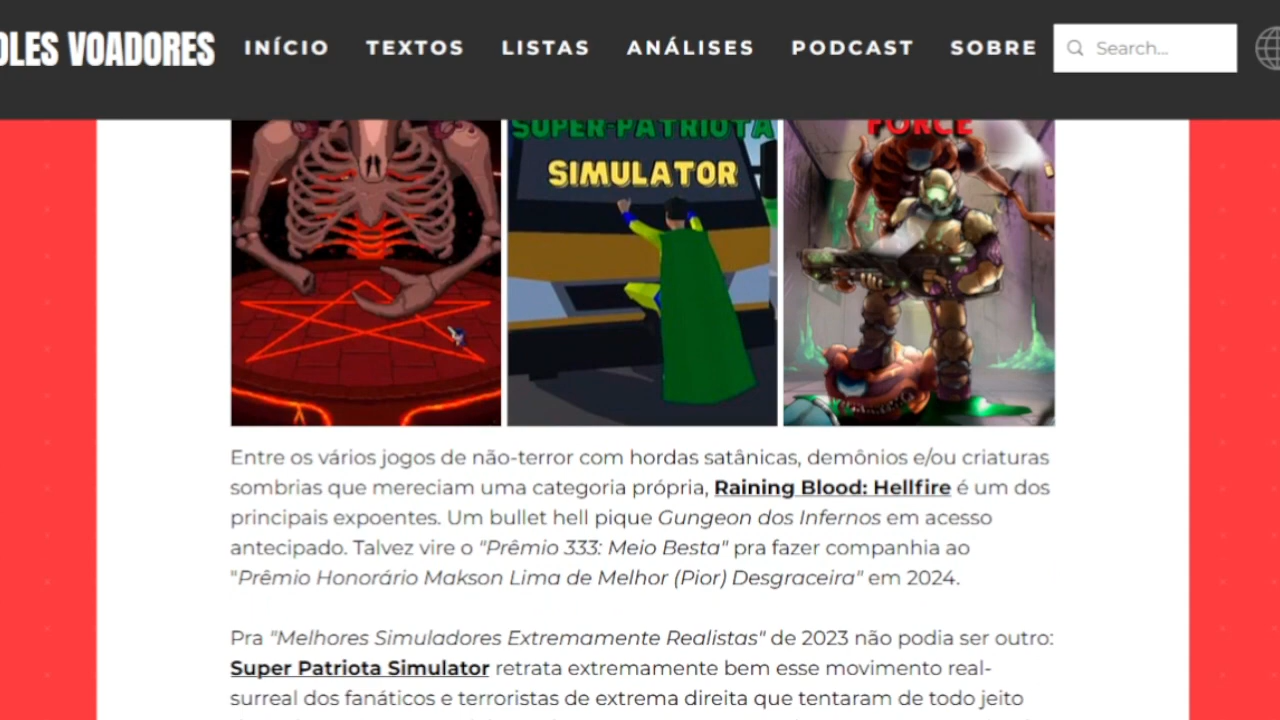 OLES VOADORES
INÍCIO TEXTOS LISTAS ANÁLISES PODCAST SOBRE Search...
SUPER-PATRIOTA
SIMULATOR
FORCE
Entre os vários jogos de não-terror com hordas satânicas, demônios e/ou criaturas
sombrias que mereciam uma categoria própria, Raining Blood: Hellfire é um dos
principais expoentes. Um bullet hell pique Gungeon dos Infernos em acesso
antecipado. Talvez vire o "Prêmio 333: Meio Besta" pra fazer companhia ao
"Prêmio Honorário Makson Lima de Melhor (Pior) Desgraceira" em 2024.
Pra "Melhores Simuladores Extremamente Realistas" de 2023 não podia ser outro:
Super Patriota Simulator retrata extremamente bem esse movimento real-
surreal dos fanáticos e terroristas de extrema direita que tentaram de todo jeito